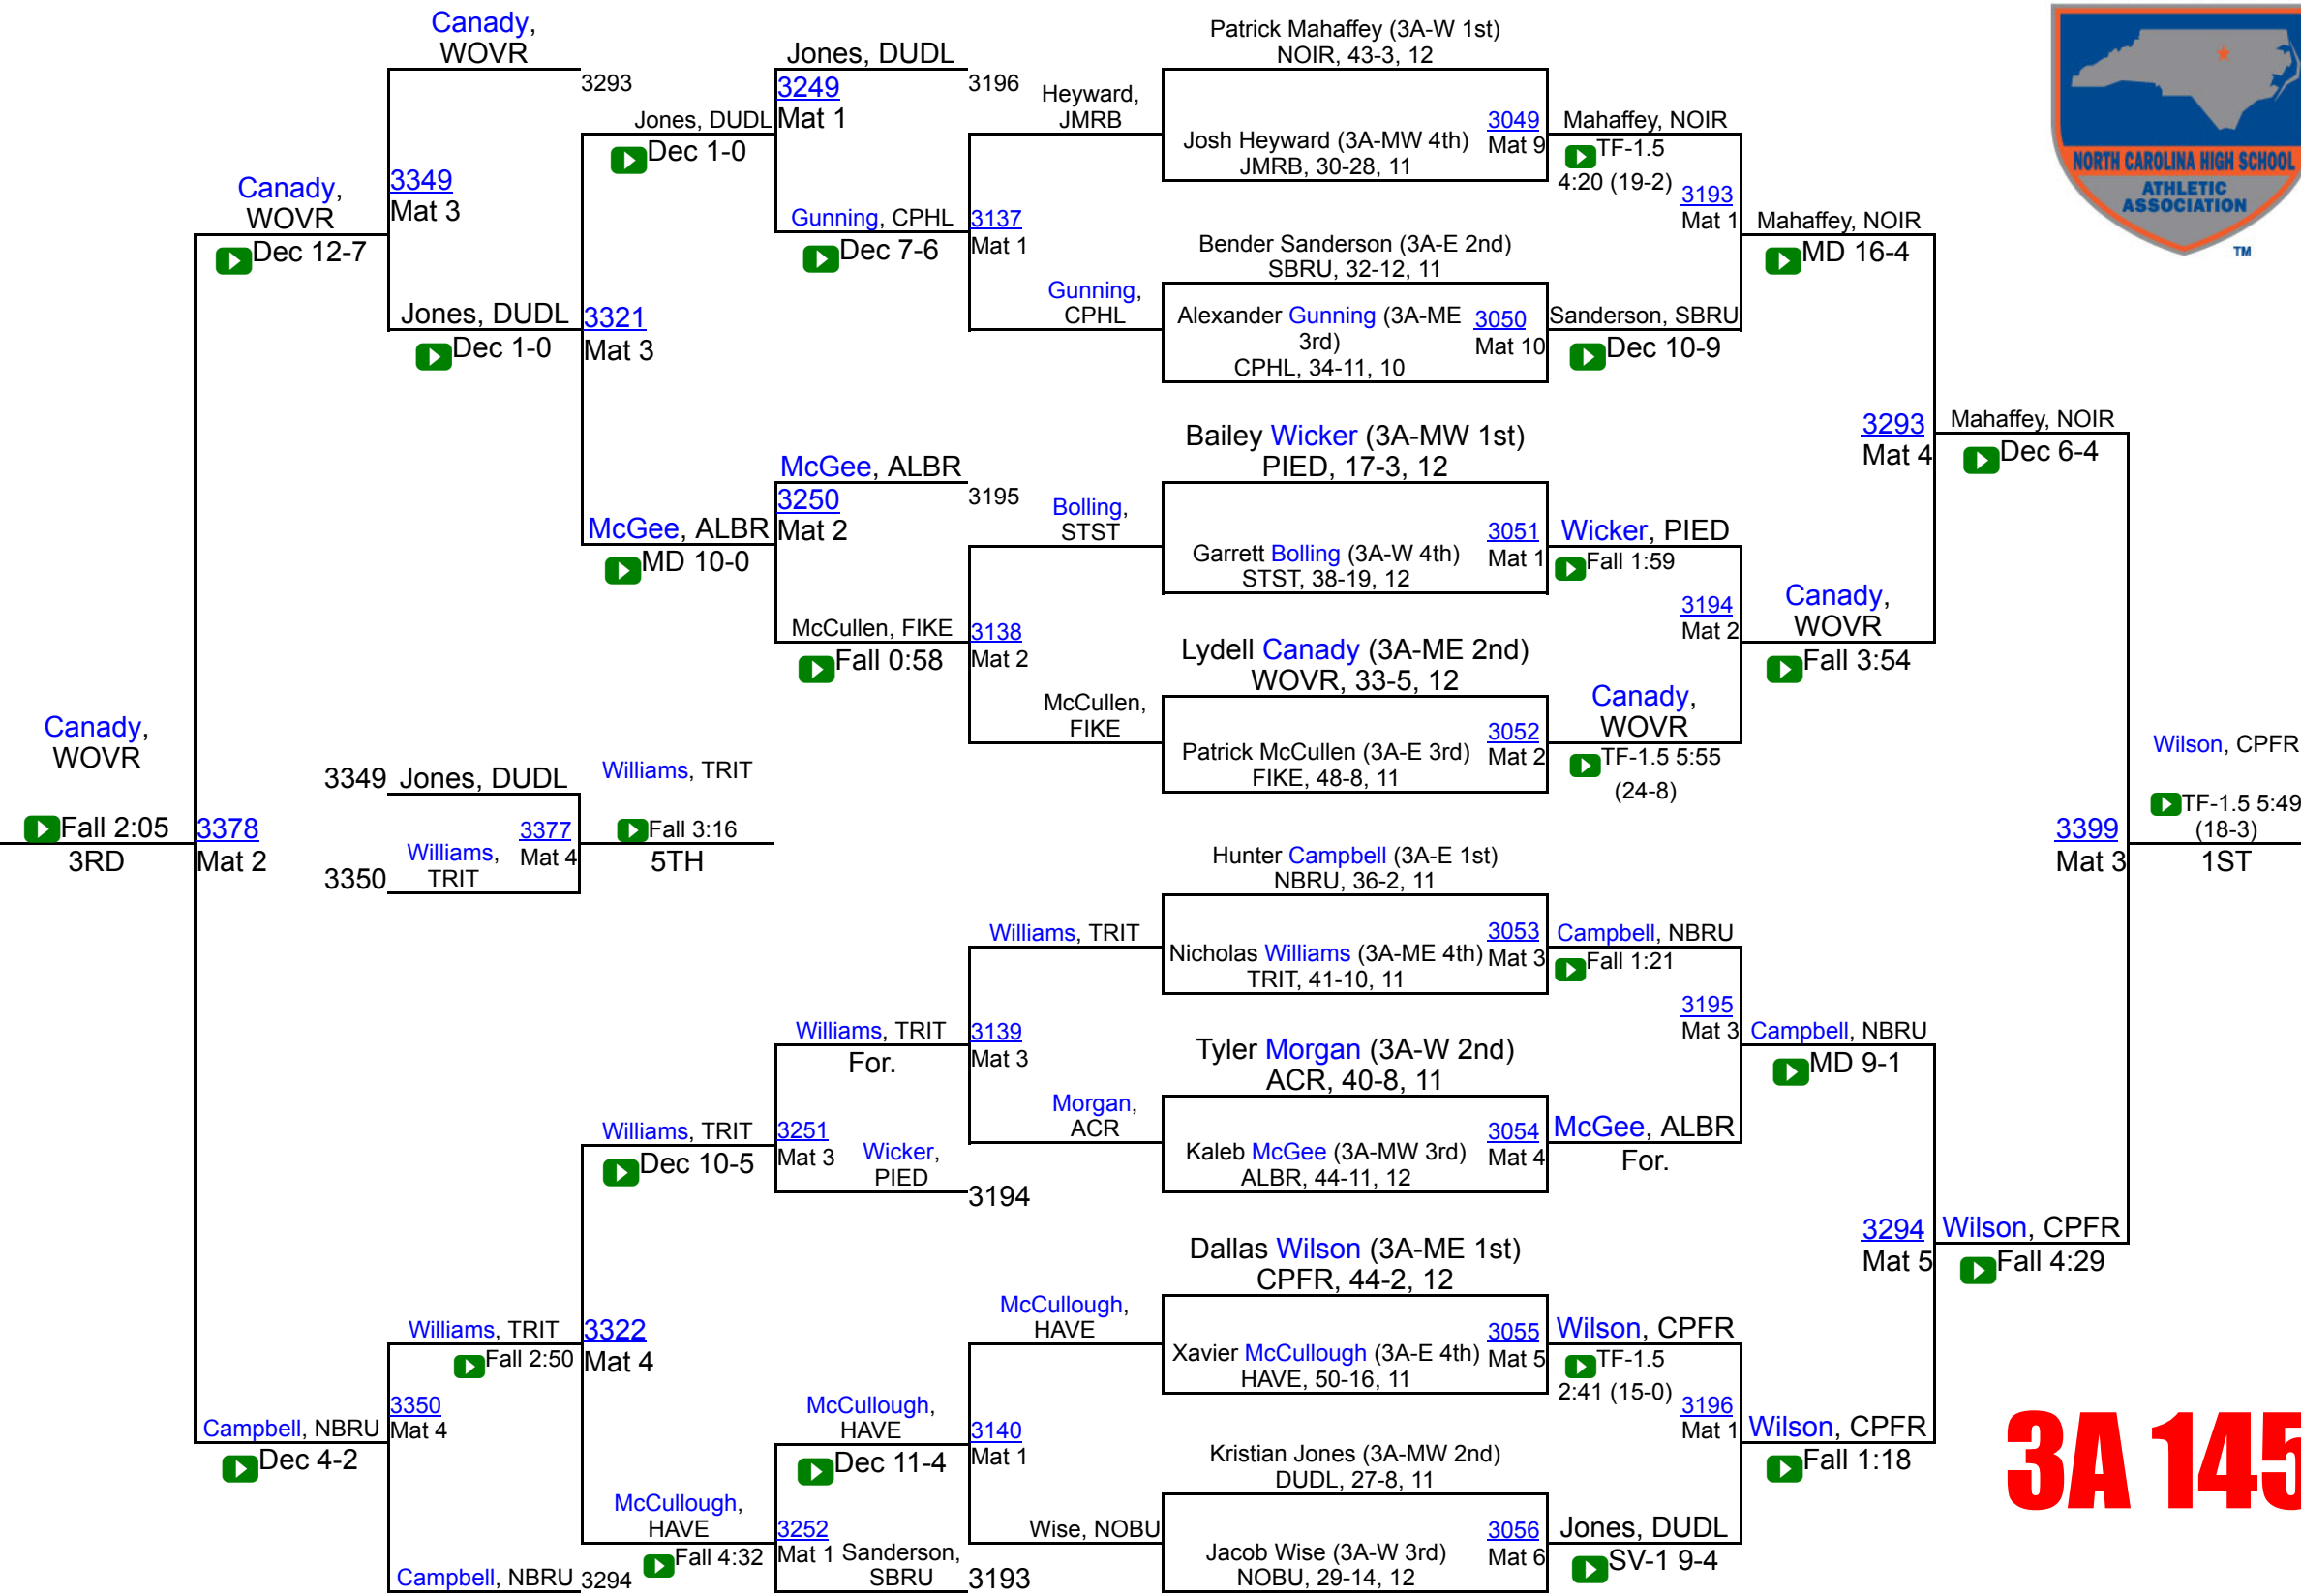 Canady,
WOVR
3293
3349
Mat 3
Canady,
WOVR
Dec 12-7
Jones, DUDL
Dec 1-0
Jones, DUDL
Dec 1-0
3321
Mat 3
McGee, ALBR
MD 10-0
Jones, DUDL
3196
3249
Mat 1
Gunning, CPHL
Dec 7-6
McGee, ALBR
3195
3250
Mat 2
McCullen, FIKE
Fall 0:58
Heyward,
JMRB
3137
Mat 1
Gunning,
CPHL
Bolling,
STST
3138
Mat 2
McCullen,
FIKE
Patrick Mahaffey (3A-W 1st)
NOIR, 43-3, 12
Josh Heyward (3A-MW 4th)
JMRB, 30-28, 11
3049
Mat 9
Bender Sanderson (3A-E 2nd)
SBRU, 32-12, 11
Alexander Gunning (3A-ME
3rd)
CPHL, 34-11, 10
3050
Mat 10
Bailey Wicker (3A-MW 1st)
PIED, 17-3, 12
Garrett Bolling (3A-W 4th)
STST, 38-19, 12
3051
Mat 1
Lydell Canady (3A-ME 2nd)
WOVR, 33-5, 12
Patrick McCullen (3A-E 3rd)
FIKE, 48-8, 11
3052
Mat 2
Mahaffey, NOIR
TF-1.5
4:20 (19-2)
3193
Mat 1
Sanderson, SBRU
Dec 10-9
Mahaffey, NOIR
MD 16-4
Wicker, PIED
Fall 1:59
3194
Mat 2
Canady,
WOVR
TF-1.5 5:55
(24-8)
Canady,
WOVR
Fall 3:54
3293
Mat 4
Mahaffey, NOIR
Dec 6-4
NORTH CAROLINA HIGH SCHOOL
ATHLETIC
ASSOCIATION
TM
Canady,
WOVR
Fall 2:05
3RD
3378
Mat 2
3349 Jones, DUDL
3350
Williams,
TRIT
3377
Mat 4
Williams, TRIT
Fall 3:16
5TH
3399
Mat 3
Wilson, CPFR
TF-1.5 5:49
(18-3)
1ST
Hunter Campbell (3A-E 1st)
NBRU, 36-2, 11
Nicholas Williams (3A-ME 4th)
TRIT, 41-10, 11
3053
Mat 3
Tyler Morgan (3A-W 2nd)
ACR, 40-8, 11
Kaleb McGee (3A-MW 3rd)
ALBR, 44-11, 12
3054
Mat 4
Dallas Wilson (3A-ME 1st)
CPFR, 44-2, 12
Xavier McCullough (3A-E 4th)
HAVE, 50-16, 11
3055
Mat 5
Kristian Jones (3A-MW 2nd)
DUDL, 27-8, 11
Jacob Wise (3A-W 3rd)
NOBU, 29-14, 12
3056
Mat 6
Campbell, NBRU
Fall 1:21
3195
Mat 3
McGee, ALBR
For.
Campbell, NBRU
MD 9-1
Wilson, CPFR
TF-1.5
2:41 (15-0)
3196
Mat 1
Jones, DUDL
SV-1 9-4
Wilson, CPFR
Fall 1:18
3294
Mat 5
Wilson, CPFR
Fall 4:29
Williams, TRIT
3139
Mat 3
Morgan,
ACR
McCullough,
HAVE
3140
Mat 1
Wise, NOBU
Williams, TRIT
For.
3251
Mat 3
Wicker,
PIED
3194
McCullough,
HAVE
Dec 11-4
3252
Mat 1
Sanderson,
SBRU
3193
Williams, TRIT
Dec 10-5
3322
Mat 4
McCullough,
HAVE
Fall 4:32
Williams, TRIT
Fall 2:50
3350
Mat 4
Campbell, NBRU
3294
Campbell, NBRU
Dec 4-2
3A 145